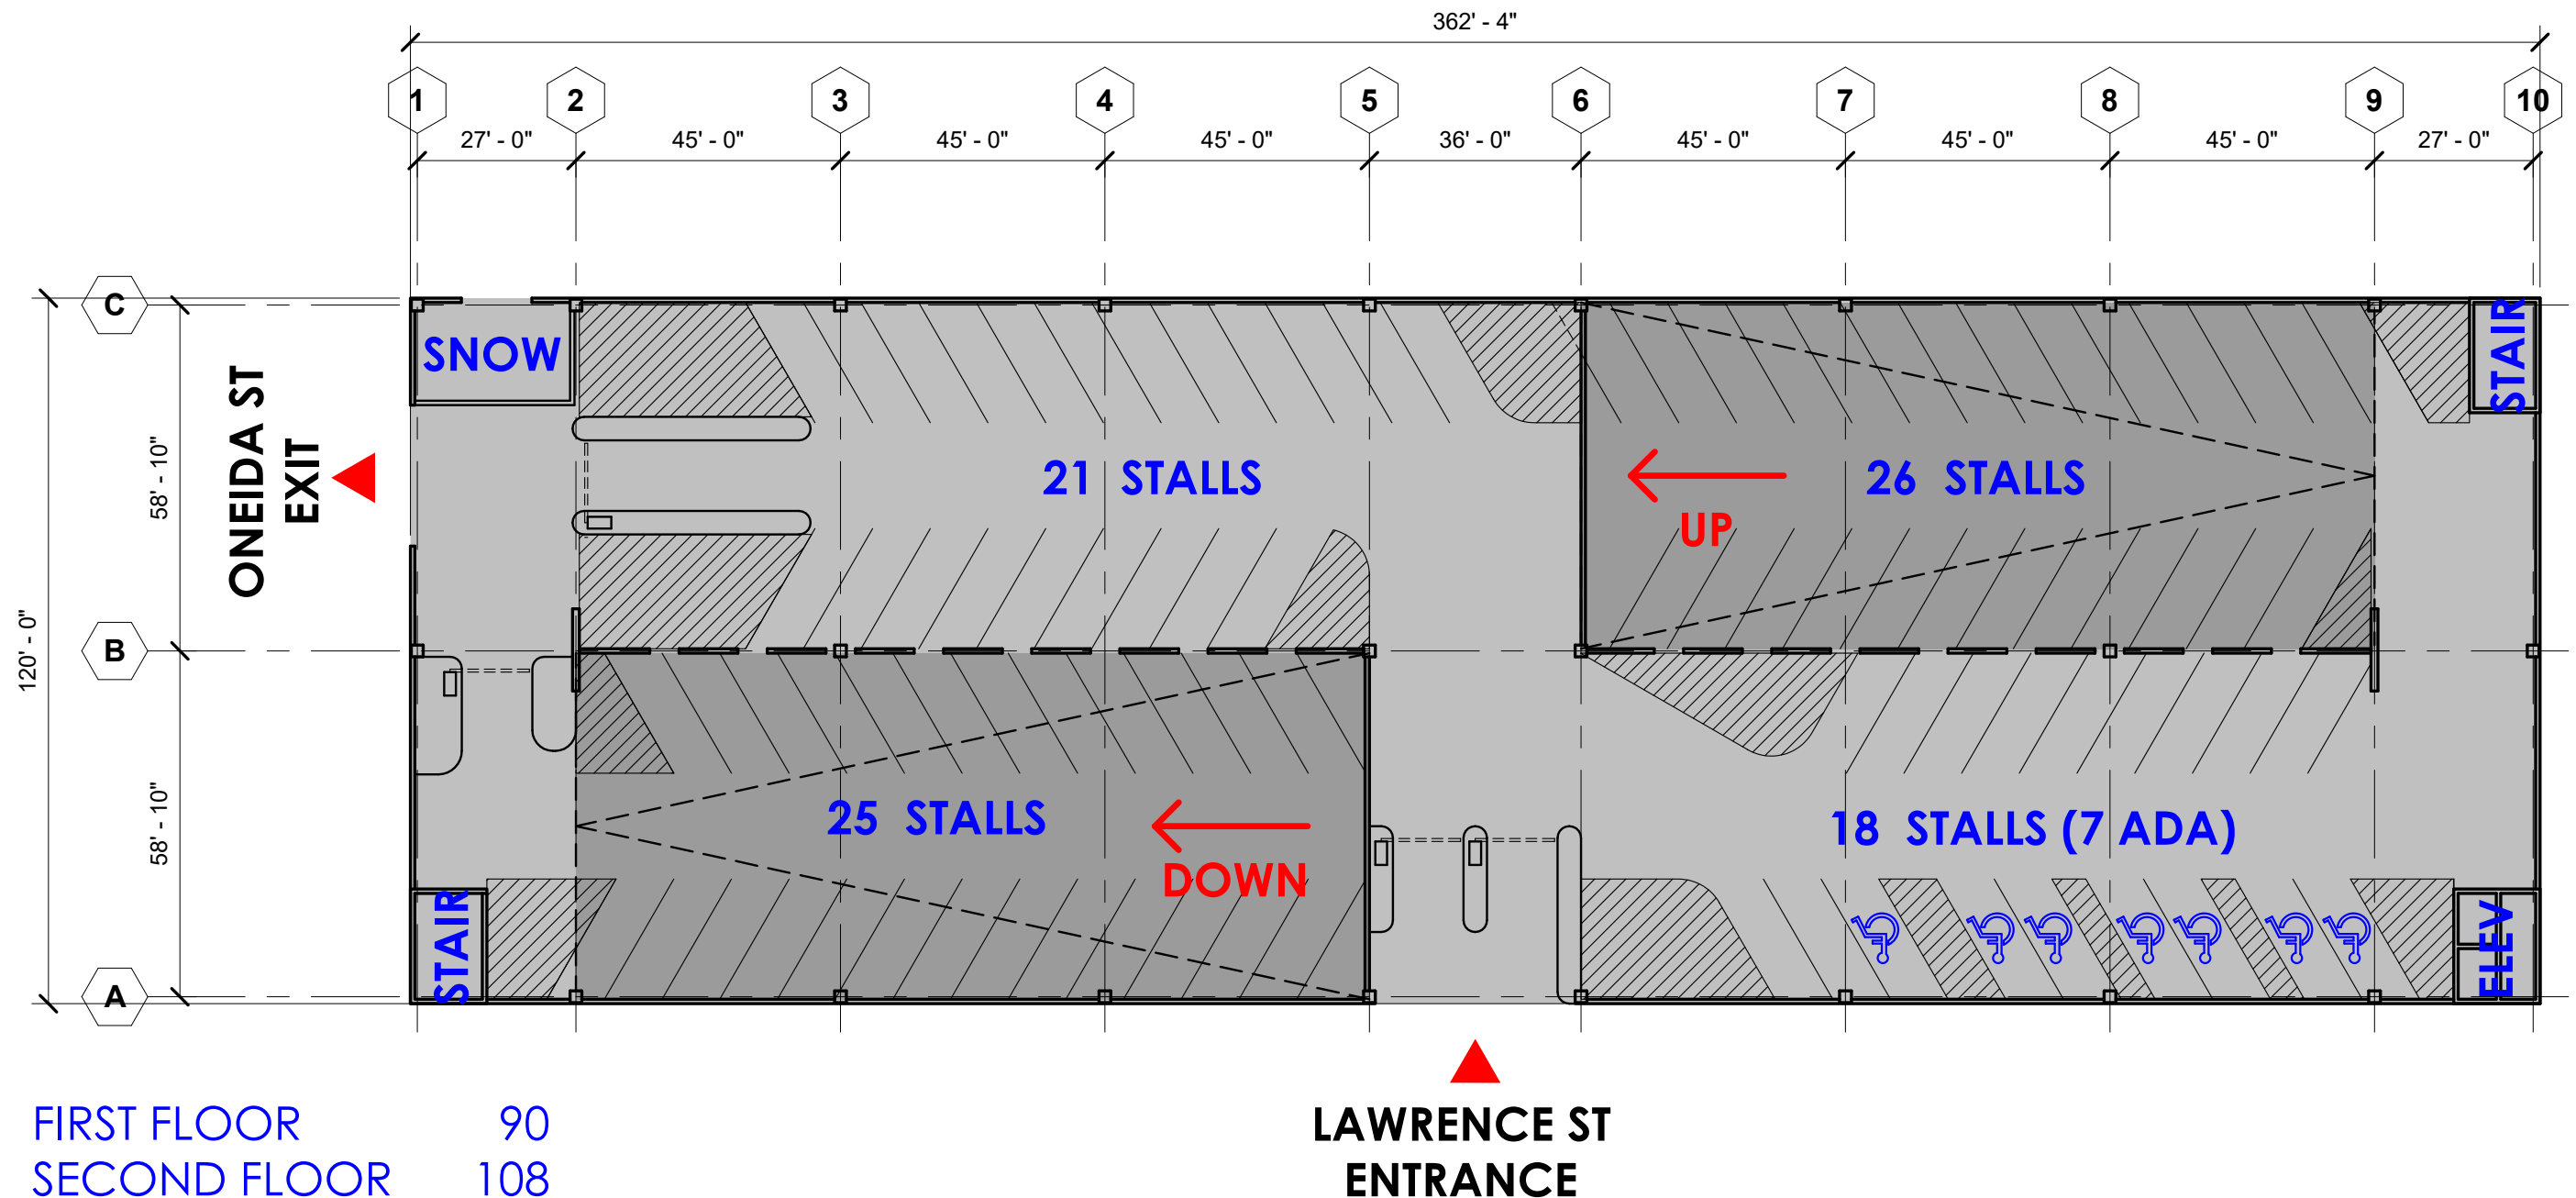 362' - 4"
1 2 3 4 5 6 7 8 9 10
27' - 0" 45' - 0" 45' - 0" 45' - 0" 36' - 0" 45' - 0" 45' - 0" 45' - 0" 27' - 0"
C
SNOW
STAIR
ONEIDA ST
EXIT
58' - 10"
21 STALLS
26 STALLS
UP
120' - 0"
B
58' - 10"
25 STALLS
DOWN
18 STALLS (7 ADA)
STAIR
ELEV
A
FIRST FLOOR 90
SECOND FLOOR 108
LAWRENCE ST
ENTRANCE